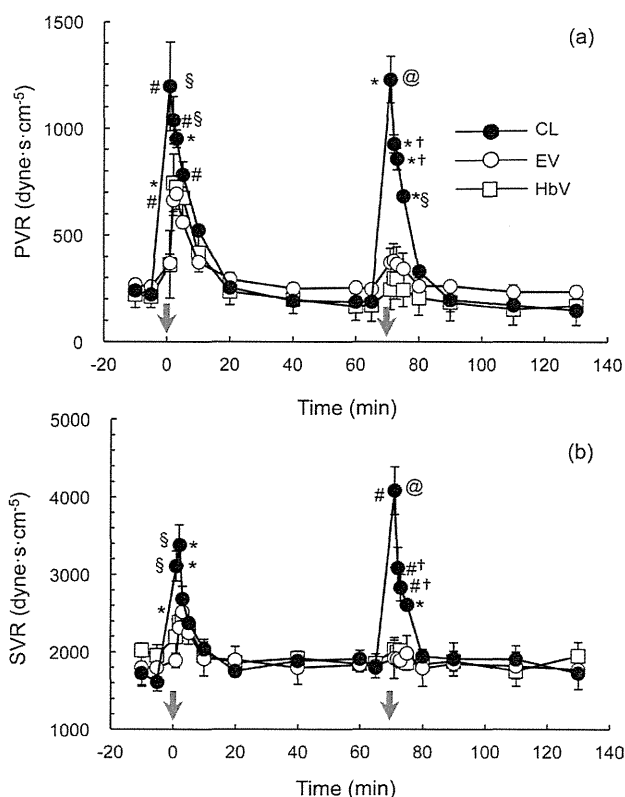 1500
(a)
# §
* @
#§
1000
*
* †
* †
CL
#
EV
*
*§
HbV
#
PVR (dyne·s·cm-5)
500
0
-20 0 20 40 60 80 100 120 140
Time (min)
5000
(b)
# @
4000
§ *
§ *
#†
3000
#†
*
*
SVR (dyne·s·cm-5)
2000
1000
-20 0 20 40 60 80 100 120 140
Time (min)